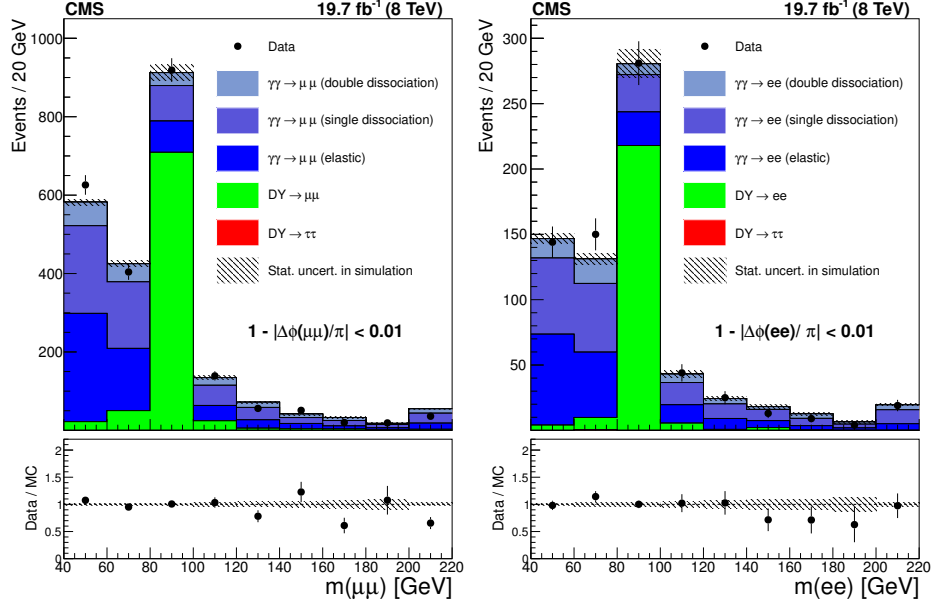 CMS 19.7 fb⁻¹ (8 TeV)
Events / 20 GeV
1000
800
600
400
200
Data
γγ → μμ (double dissociation)
γγ → μμ (single dissociation)
γγ → μμ (elastic)
DY → μμ
DY → ττ
Stat. uncert. in simulation
1 - |Δϕ(μμ)/π| < 0.01
Data / MC
2
1.5
1
0.5
0
40 60 80 100 120 140 160 180 200 220
m(μμ) [GeV]
CMS 19.7 fb⁻¹ (8 TeV)
Events / 20 GeV
300
250
200
150
100
50
Data
γγ → ee (double dissociation)
γγ → ee (single dissociation)
γγ → ee (elastic)
DY → ee
DY → ττ
Stat. uncert. in simulation
1 - |Δϕ(ee)/ π| < 0.01
Data / MC
2
1.5
1
0.5
0
40 60 80 100 120 140 160 180 200 220
m(ee) [GeV]